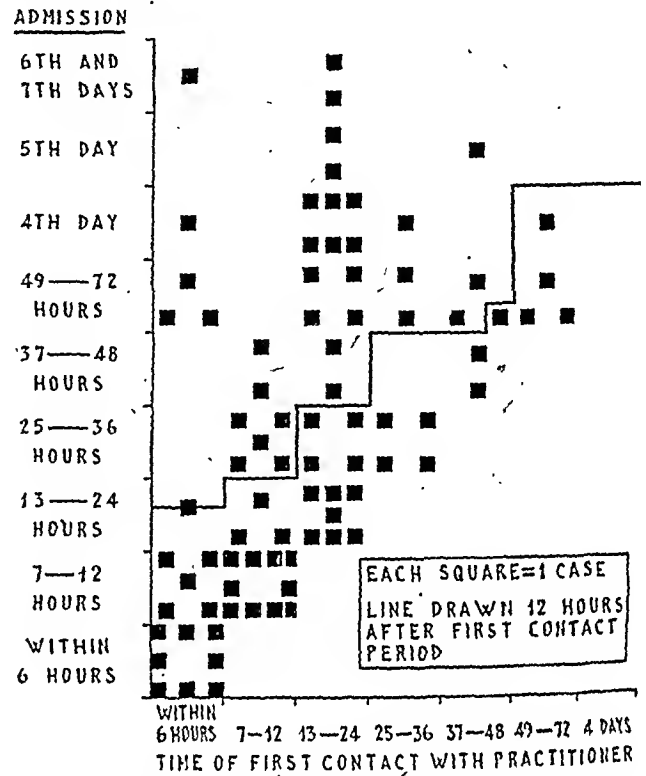 ADMISSION
6TH AND
7TH DAYS
5TH DAY
4TH DAY
49—72
HOURS
37—48
HOURS
25—36
HOURS
13—24
HOURS
7—12
HOURS
WITHIN
6 HOURS
EACH SQUARE=1 CASE
LINE DRAWN 12 HOURS
AFTER FIRST CONTACT
PERIOD
WITHIN
6 HOURS 7—12 13—24 25—36 37—48 49—72 4 DAYS
TIME OF FIRST CONTACT WITH PRACTITIONER